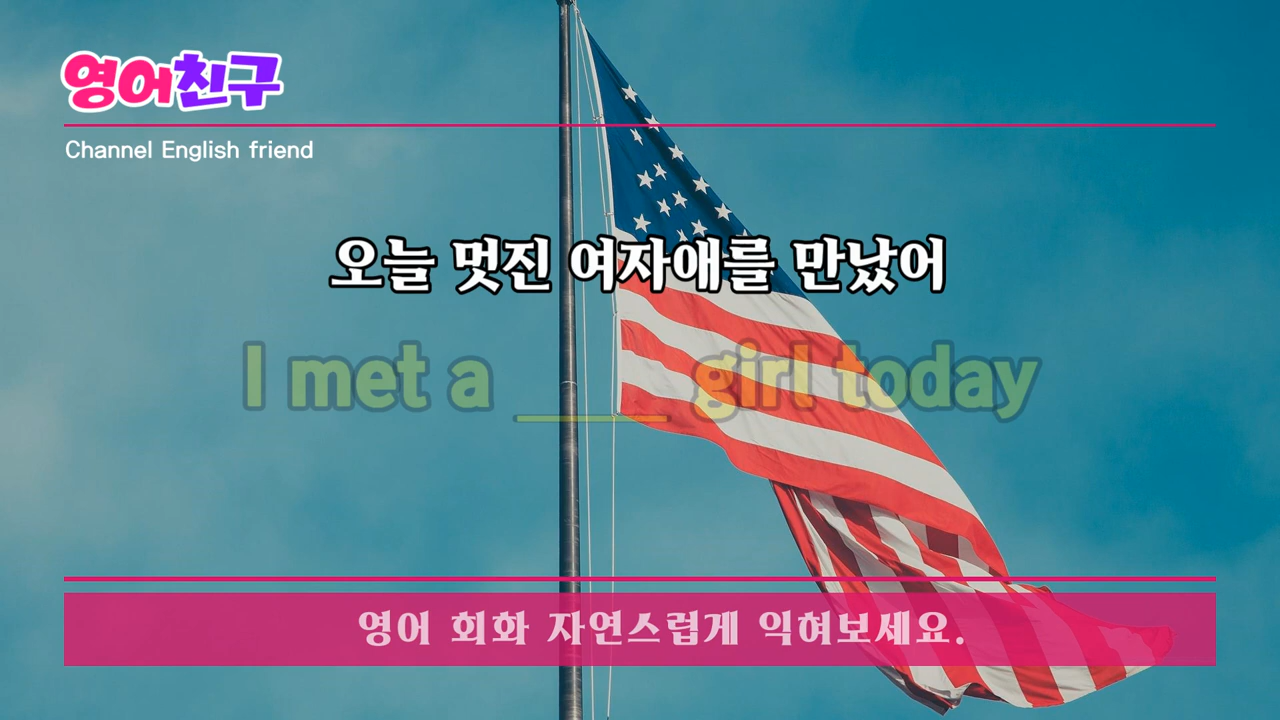 영어친구
Channel English friend
오늘 멋진 여자애를 만났어
I met a _____ girl today
영어 회화 자연스럽게 익혀보세요.